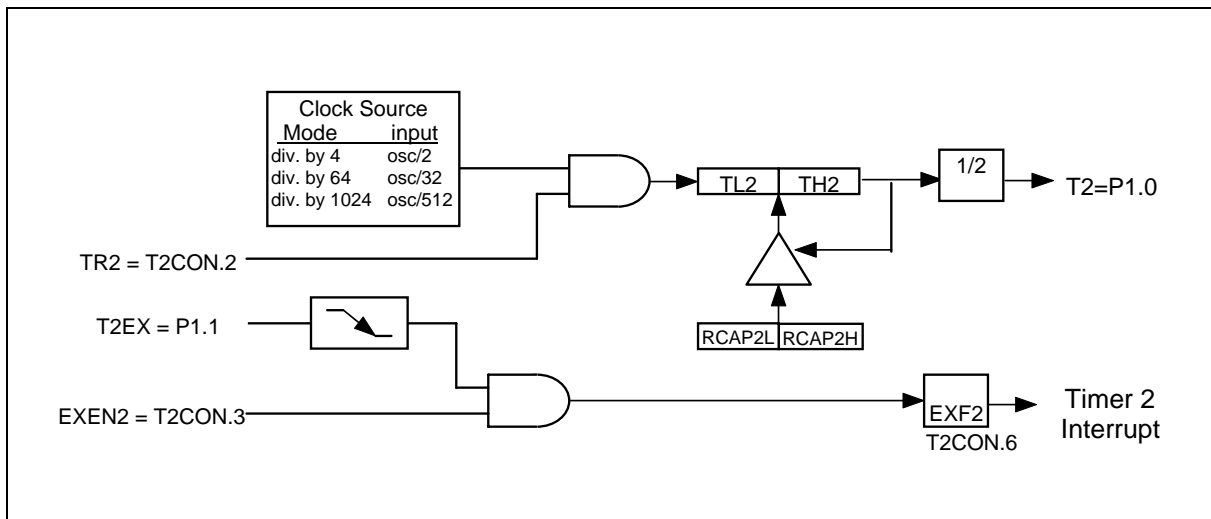 Clock Source
Mode input
div. by 4 osc/2
div. by 64 osc/32
div. by 1024 osc/512
TL2 TH2
1/2
T2=P1.0
TR2 = T2CON.2
T2EX = P1.1
RCAP2L RCAP2H
EXEN2 = T2CON.3
EXF2
T2CON.6
Timer 2
Interrupt